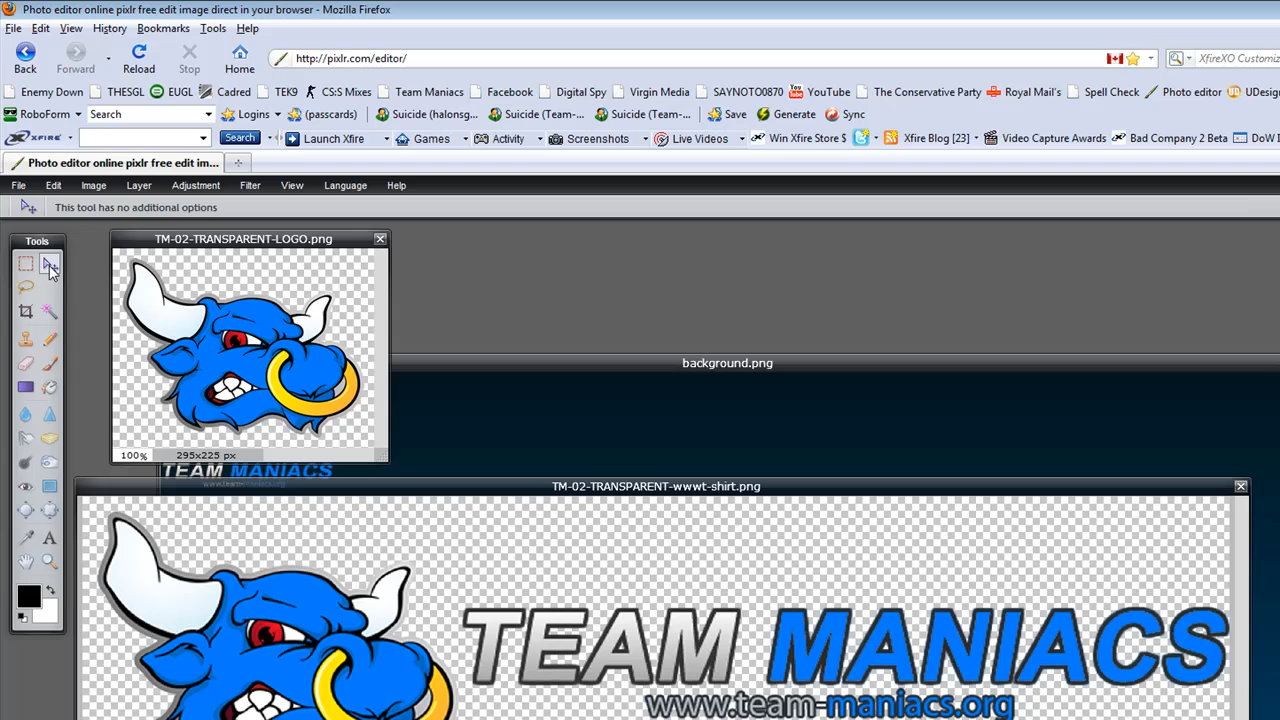 Photo editor online pixlr free edit image direct in your browser - Mozilla Firefox
File Edit View History Bookmarks Tools Help
Back Forward Reload Stop Home http://pixlr.com/editor/ XfireXO Customiz
Enemy Down THESGL EUGL Cadred TEK9 CS:S Mixes Team Maniacs Facebook Digital Spy Virgin Media SAYNOTO0870 YouTube The Conservative Party Royal Mail's Spell Check Photo editor UDesig
RoboForm Search Logins (passcards) Suicide (halonsg... Suicide (Team-... Suicide (Team-... Save Generate Sync
XFIRE Search Launch Xfire Games Activity Screenshots Live Videos Win Xfire Store $ Xfire Blog [23] Video Capture Awards Bad Company 2 Beta DoW
Photo editor online pixlr free edit im...
File Edit Image Layer Adjustment Filter View Language Help
This tool has no additional options
Tools
TM-02-TRANSPARENT-LOGO.png
background.png
100% 295x225 px
TEAM MANIACS
TM-02-TRANSPARENT-wwwt-shirt.png
TEAM MANIACS
www.team-maniacs.org